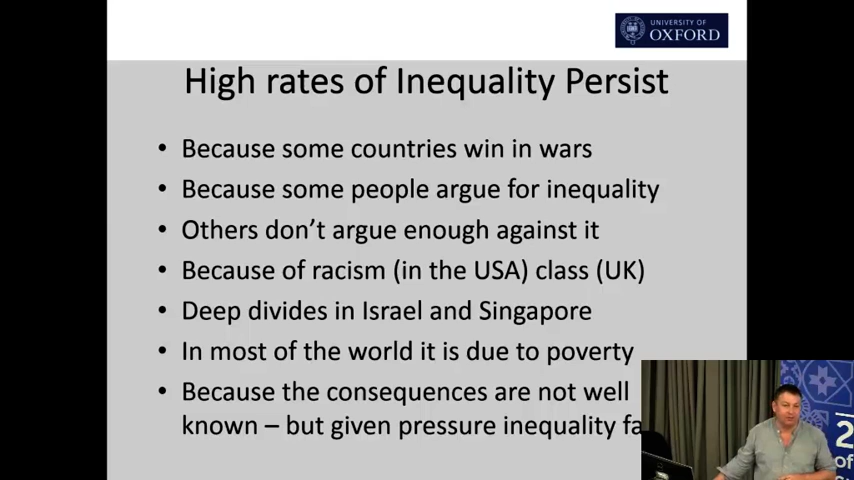 UNIVERSITY OF
OXFORD
High rates of Inequality Persist
• Because some countries win in wars
• Because some people argue for inequality
• Others don’t argue enough against it
• Because of racism (in the USA) class (UK)
• Deep divides in Israel and Singapore
• In most of the world it is due to poverty
• Because the consequences are not well
known – but given pressure inequality fa
2
of